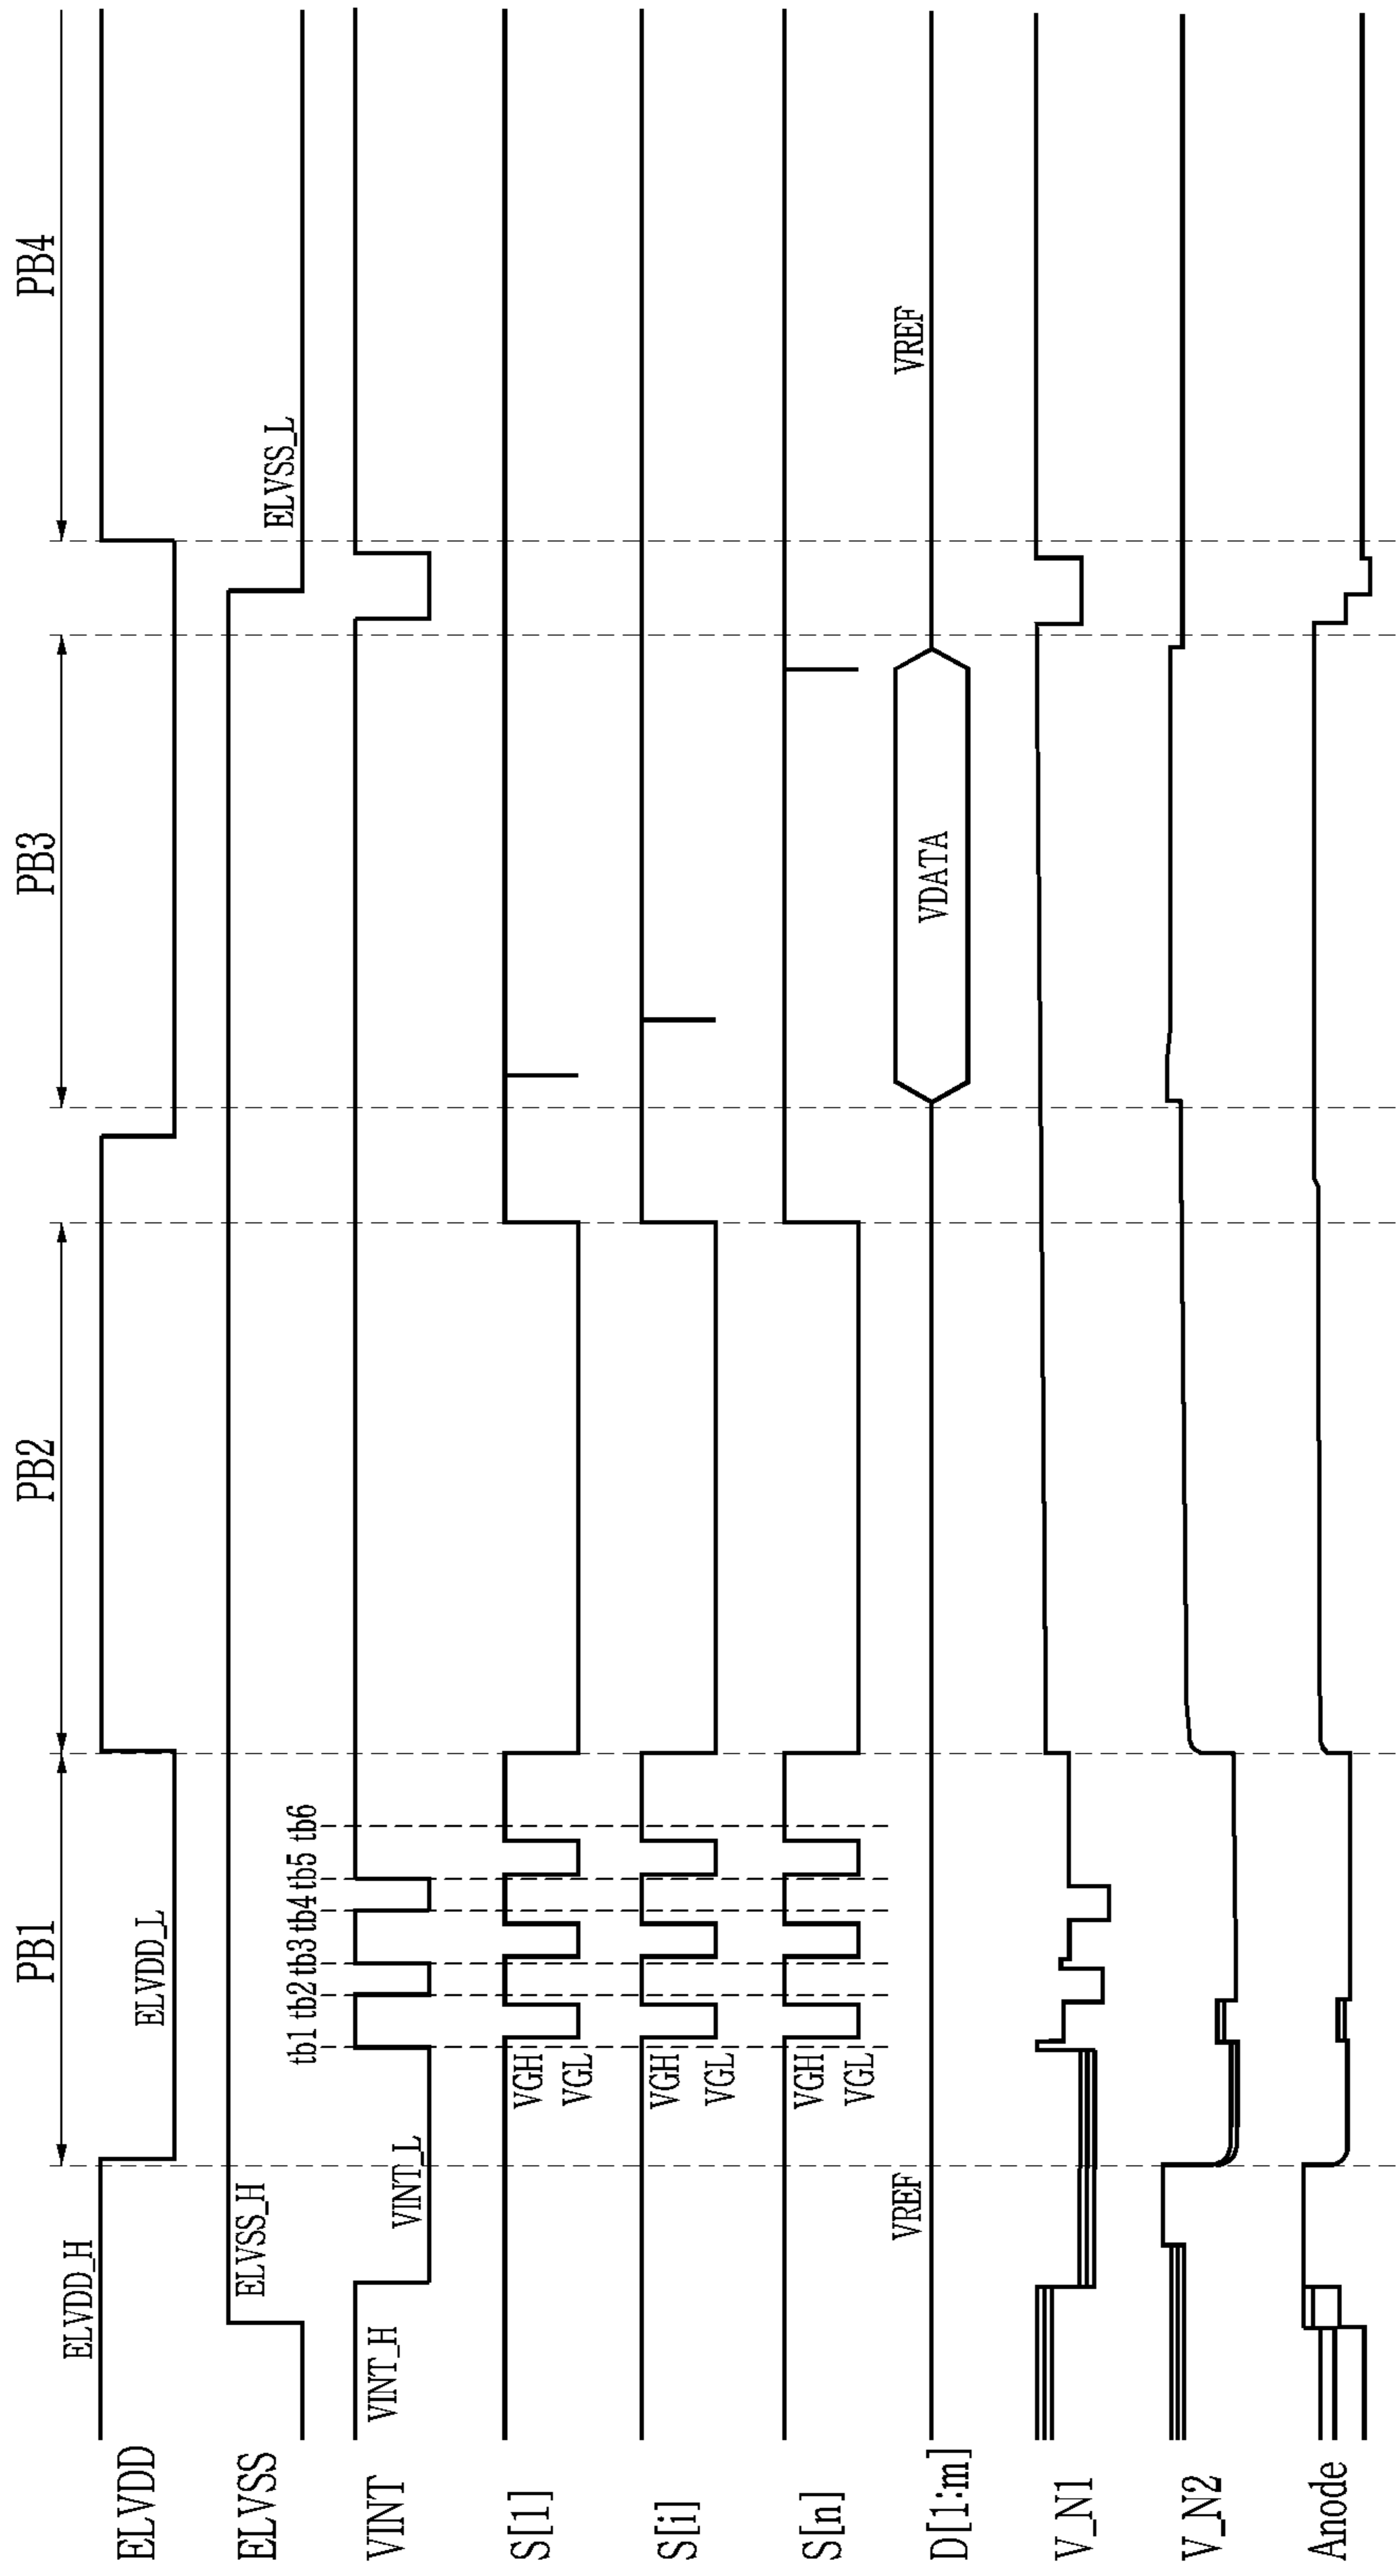 PB1 PB2 PB3 PB4
ELVDD ELVDD_H ELVDD_L
ELVSS ELVSS_H ELVSS_L
VINT VINT_H VINT_L
tb1 tb2 tb3 tb4 tb5 tb6
S[1] VGH
VGL
S[i] VGH
VGL
S[n] VGH
VGL
D[1:m] VREF VDATA VREF
V_N1
V_N2
Anode